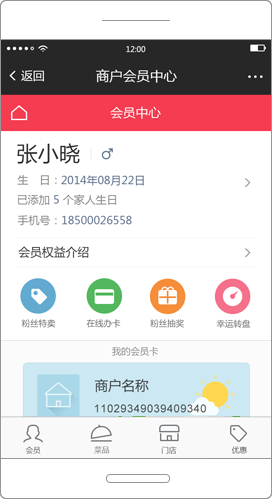 12:00
返回 商户会员中心
会员中心
张小晓
生 日：2014年08月22日
已添加 5 个家人生日
手机号：18500026558
会员权益介绍
粉丝特卖 在线办卡 粉丝抽奖 幸运转盘
我的会员卡
商户名称
11029349039409340
会员 菜品 门店 优惠